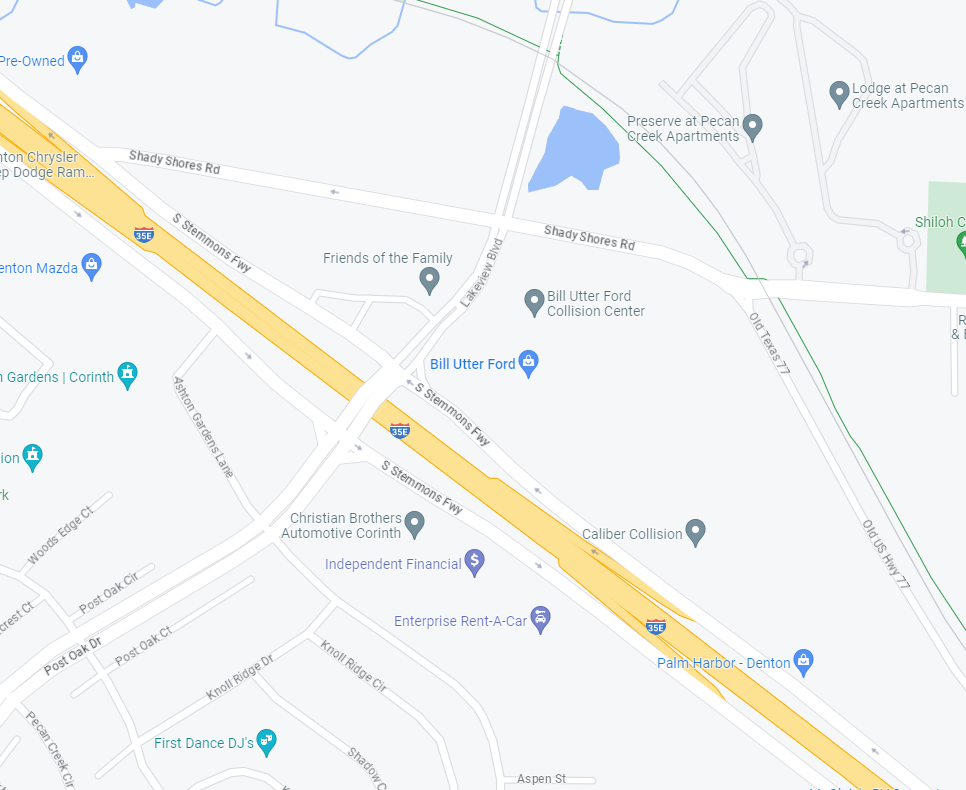 Pre-Owned
Lodge at Pecan
Creek Apartments
Preserve at Pecan
Creek Apartments
nton Chrysler
ep Dodge Ram...
Shady Shores Rd
35E
S Stemmons Fwy
Shady Shores Rd
Shiloh C
enton Mazda
Friends of the Family
Lakeview Blvd
Bill Utter Ford
Collision Center
Old Texas 77
R
& E
Bill Utter Ford
n Gardens | Corinth
Ashton Gardens Lane
S Stemmons Fwy
35E
ion
rk
S Stemmons Fwy
Woods Edge Ct
Christian Brothers
Automotive Corinth
Caliber Collision
Old US Hwy 77
Independent Financial
Post Oak Cir
Enterprise Rent-A-Car
35E
crest Ct
Post Oak Dr
Post Oak Ct
Knoll Ridge Dr
Knoll Ridge Cir
Palm Harbor - Denton
Pecan Creek Cir
First Dance DJ's
Shadow C
Aspen St